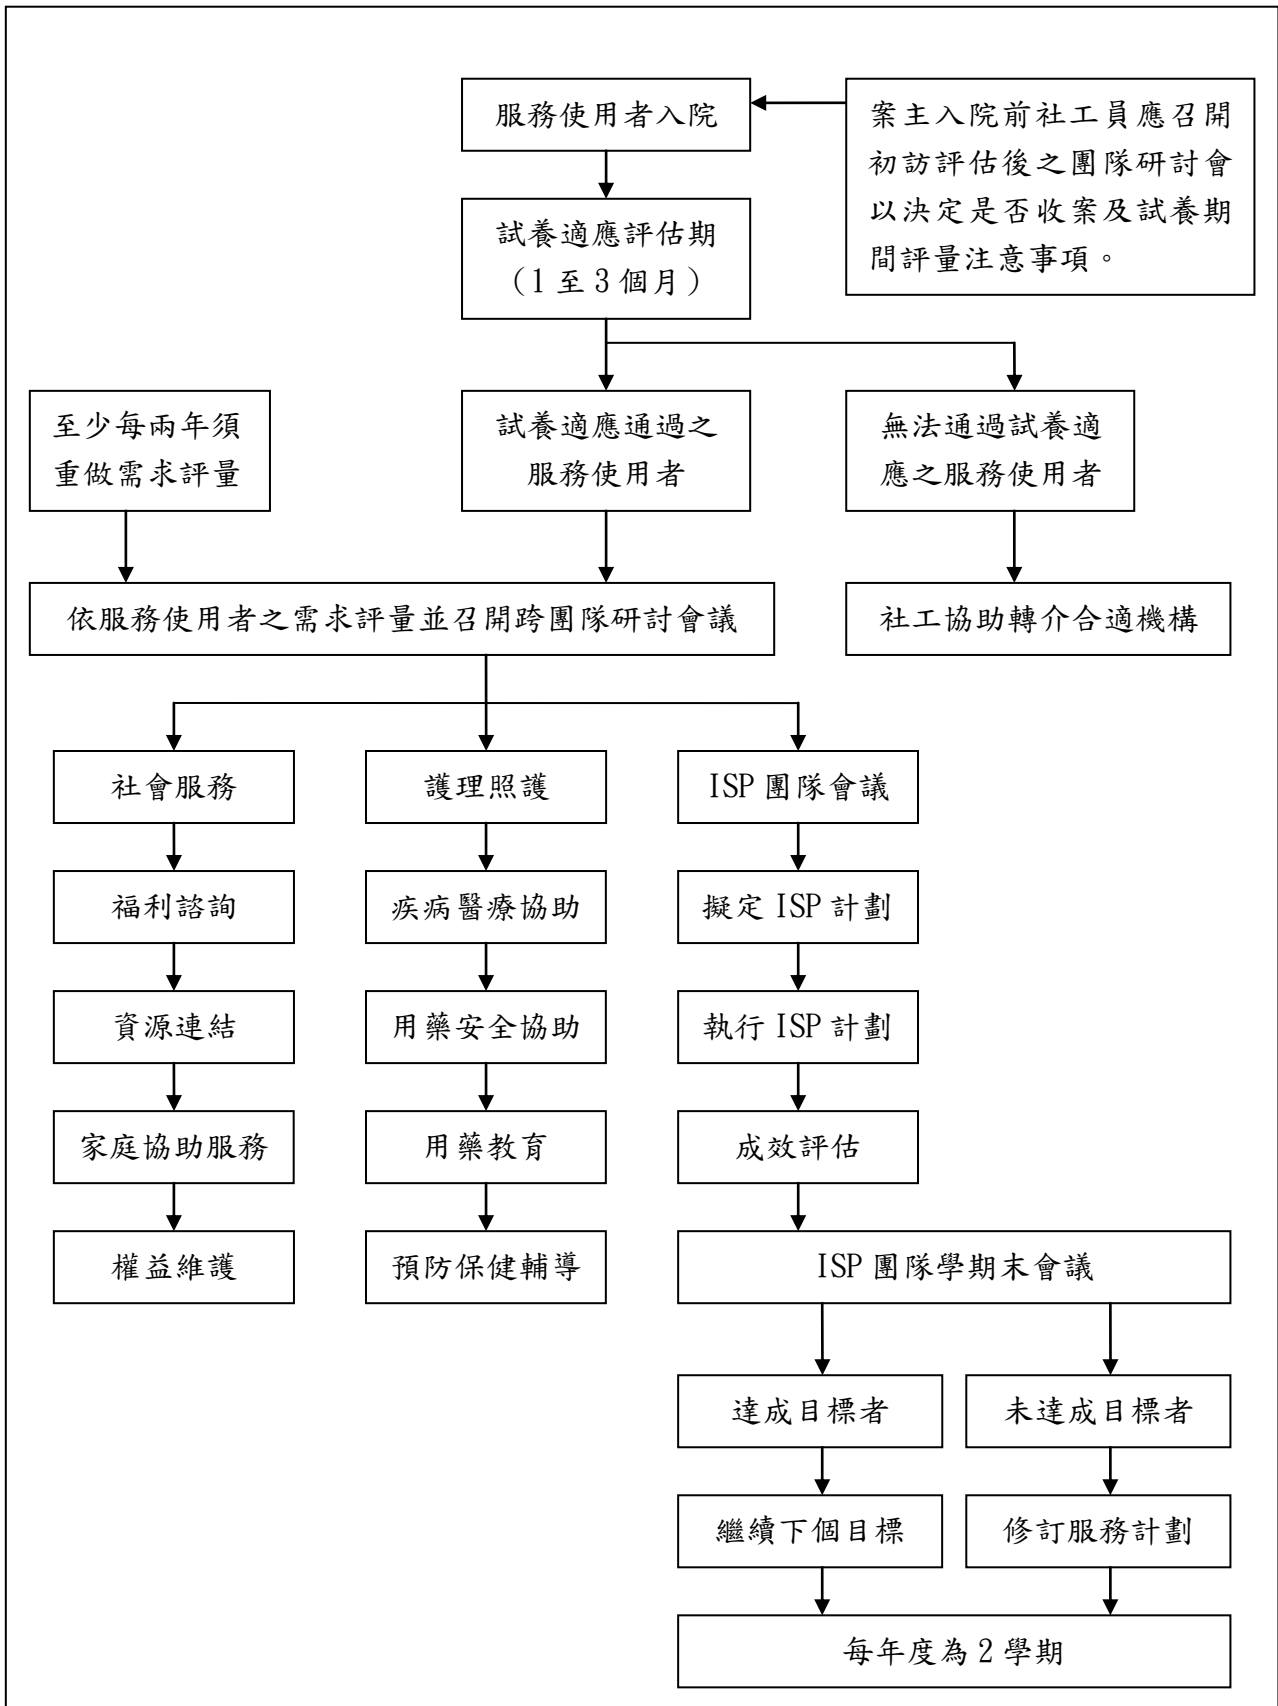 服務使用者入院
案主入院前社工員應召開
初訪評估後之團隊研討會
以決定是否收案及試養期
間評量注意事項。
試養適應評估期
(1 至 3 個月)
至少每兩年須
重做需求評量
試養適應通過之
服務使用者
無法通過試養適
應之服務使用者
依服務使用者之需求評量並召開跨團隊研討會議
社工協助轉介合適機構
社會服務
護理照護
ISP 團隊會議
福利諮詢
疾病醫療協助
擬定 ISP 計劃
資源連結
用藥安全協助
執行 ISP 計劃
家庭協助服務
用藥教育
成效評估
權益維護
預防保健輔導
ISP 團隊學期末會議
達成目標者
未達成目標者
繼續下個目標
修訂服務計劃
每年度為 2 學期